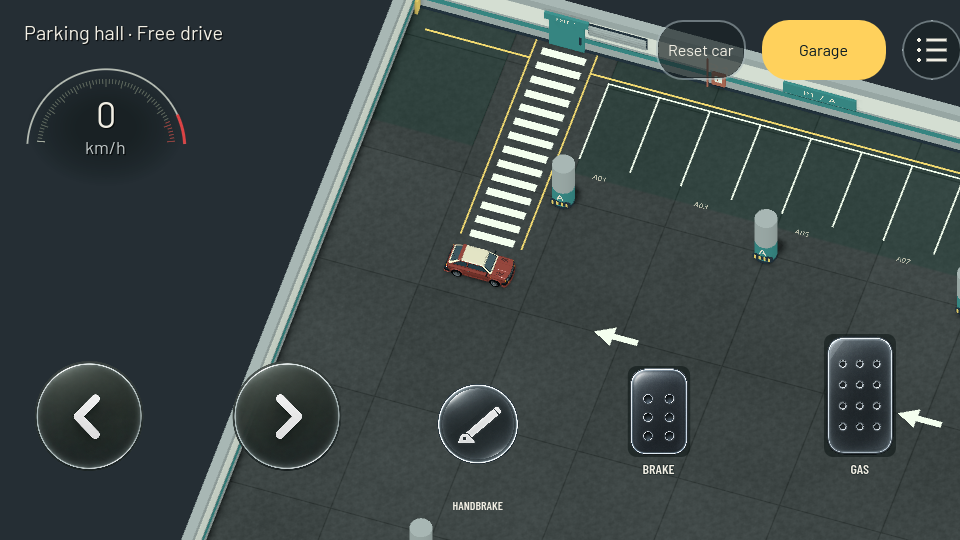 Parking hall · Free drive
Reset car
Garage
0
km/h
A01
A03
A05
A07
A
A
BRAKE
GAS
HANDBRAKE